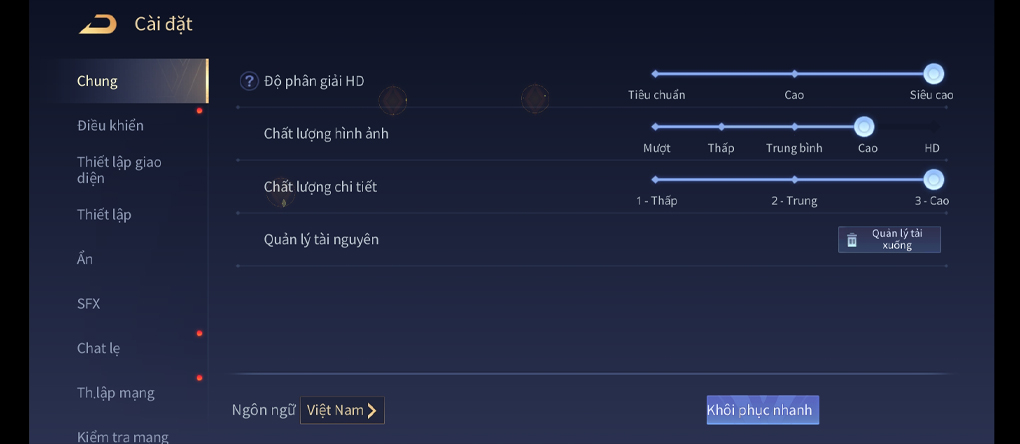 Cài đặt
Chung
Điều khiển
Thiết lập giao
diện
Thiết lập
Ẩn
SFX
Chat lẹ
Th.lập mạng
Kiểm tra mạng
? Độ phân giải HD
Tiêu chuẩn Cao Siêu cao
Chất lượng hình ảnh
Mượt Thấp Trung bình Cao HD
Chất lượng chi tiết
1 - Thấp 2 - Trung 3 - Cao
Quản lý tài nguyên
Quản lý tải
xuống
Ngôn ngữ Việt Nam
Khôi phục nhanh